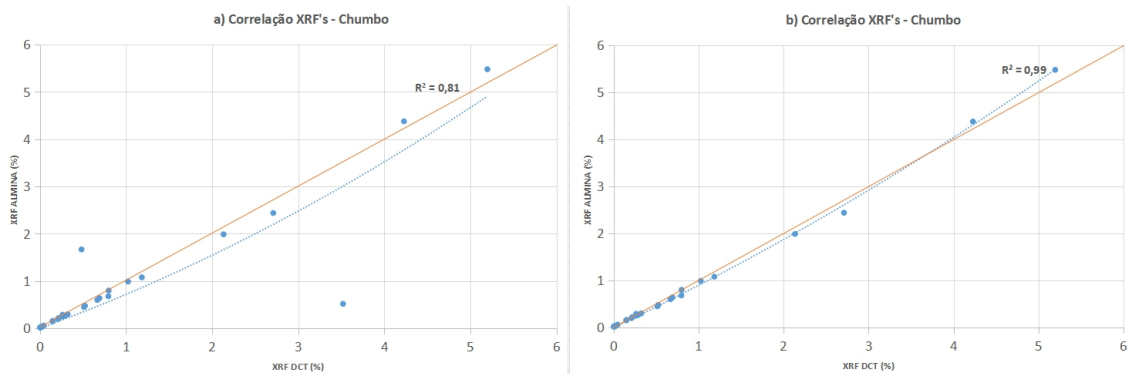 a) Correlação XRF's - Chumbo
6
5
4
3
2
1
0
0 1 2 3 4 5 6
R² = 0,81
XRF ALMINA (%)
XRF DCT (%)
b) Correlação XRF's - Chumbo
6
5
4
3
2
1
0
0 1 2 3 4 5 6
R² = 0,99
XRF ALMINA (%)
XRF DCT (%)